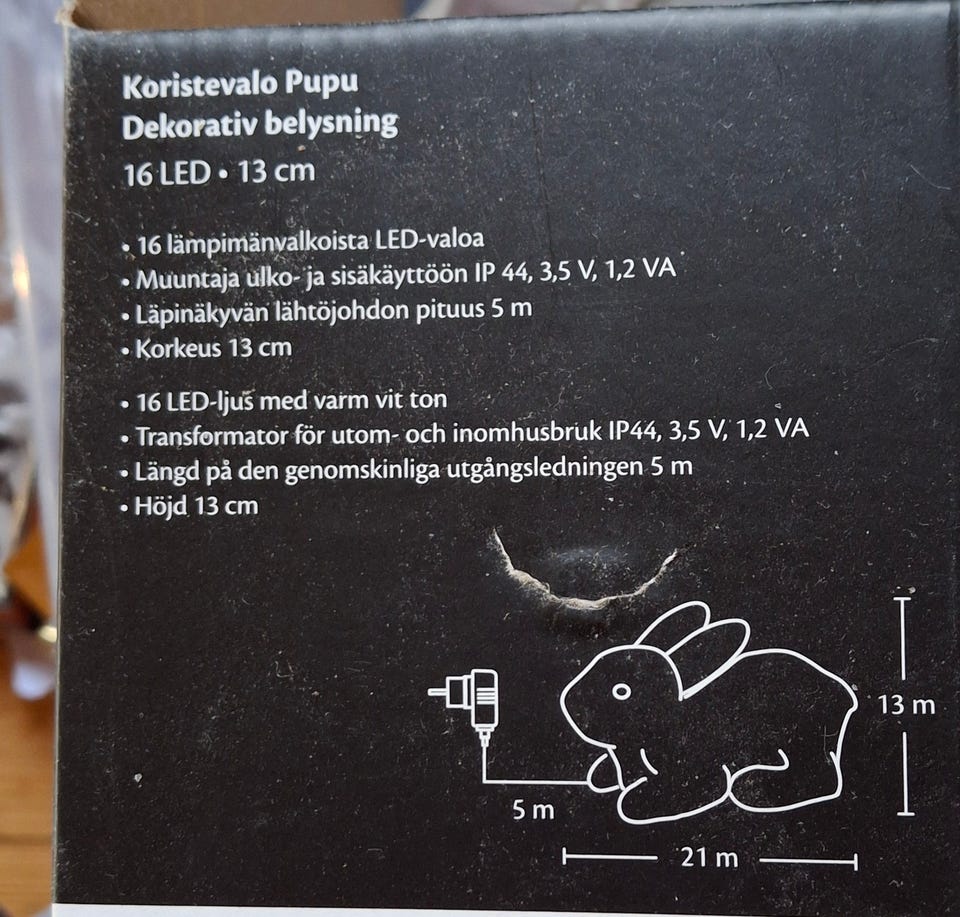 Koristevalo Pupu
Dekorativ belysning
16 LED • 13 cm
• 16 lämpimänvalkoista LED-valoa
• Muuntaja ulko- ja sisäkäyttöön IP 44, 3,5 V, 1,2 VA
• Läpinäkyvän lähtöjohdon pituus 5 m
• Korkeus 13 cm
• 16 LED-ljus med varm vit ton
• Transformator för utom- och inomhusbruk IP44, 3,5 V, 1,2 VA
• Längd på den genomskinliga utgångsledningen 5 m
• Höjd 13 cm
13 m
5 m
21 m